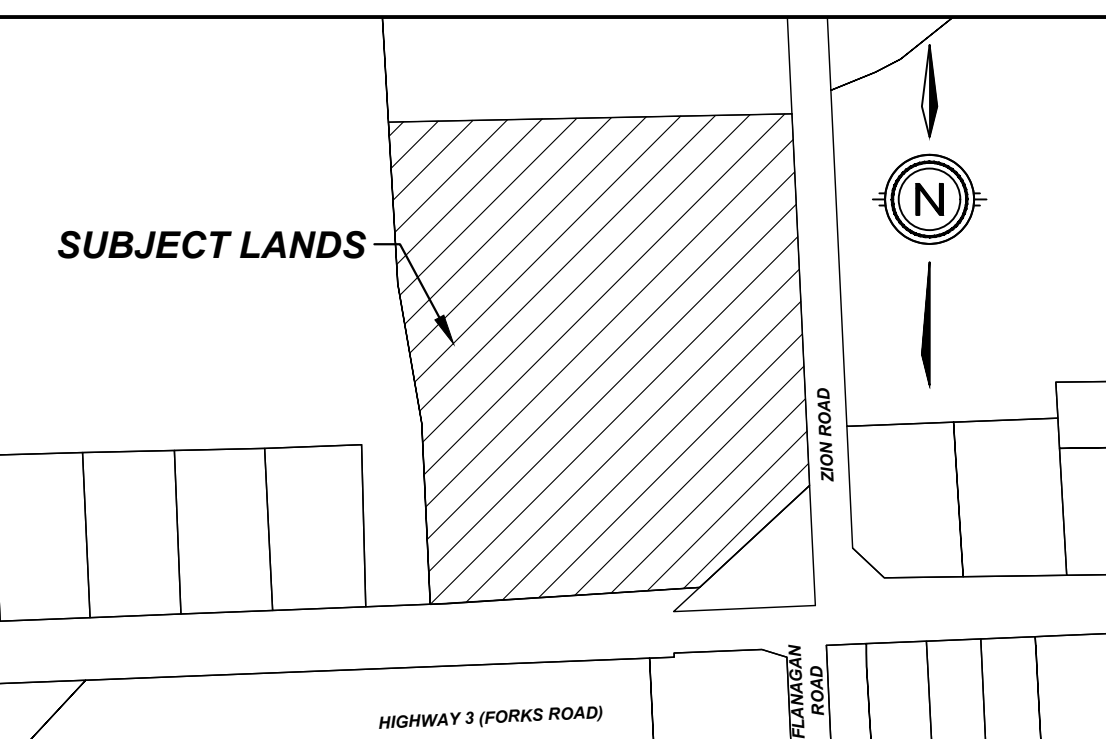 N
SUBJECT LANDS
ZION ROAD
FLANAGAN
ROAD
HIGHWAY 3 (FORKS ROAD)